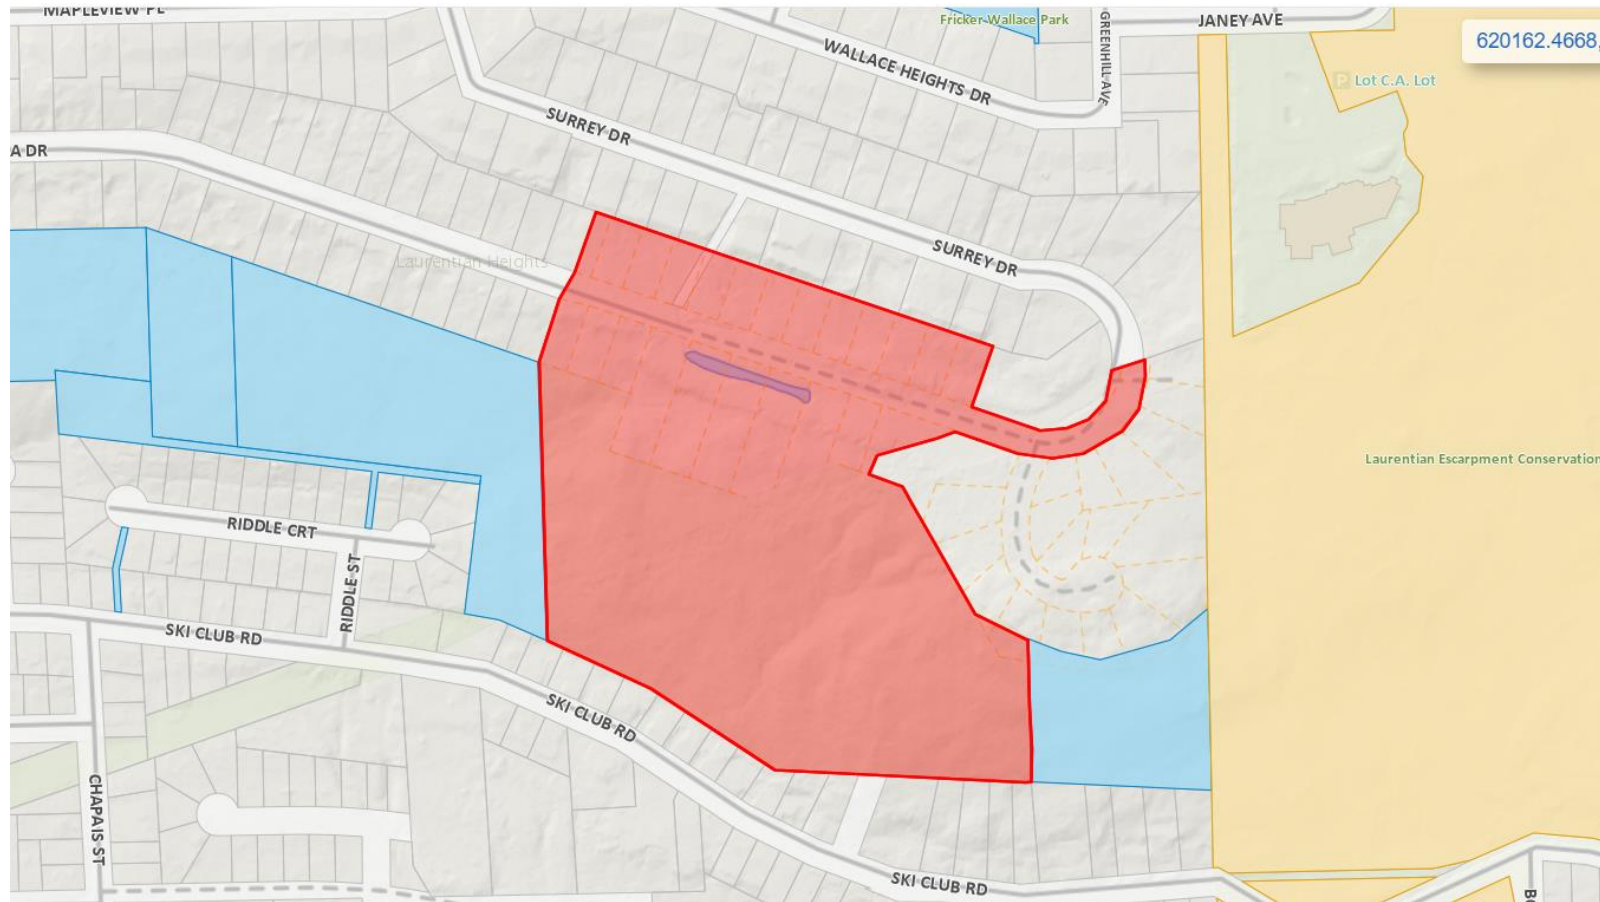 MAPLEVIEW PL
Fricker Wallace Park
JANEY AVE
620162.4668,
GREENHILL AVE
WALLACE HEIGHTS DR
Lot C.A. Lot
P
SURREY DR
A DR
SURREY DR
Laurentian Heights
Laurentian Escarpment Conservation
RIDDLE CRT
RIDDLE ST
SKI CLUB RD
SKI CLUB RD
CHAPAIS ST
SKI CLUB RD